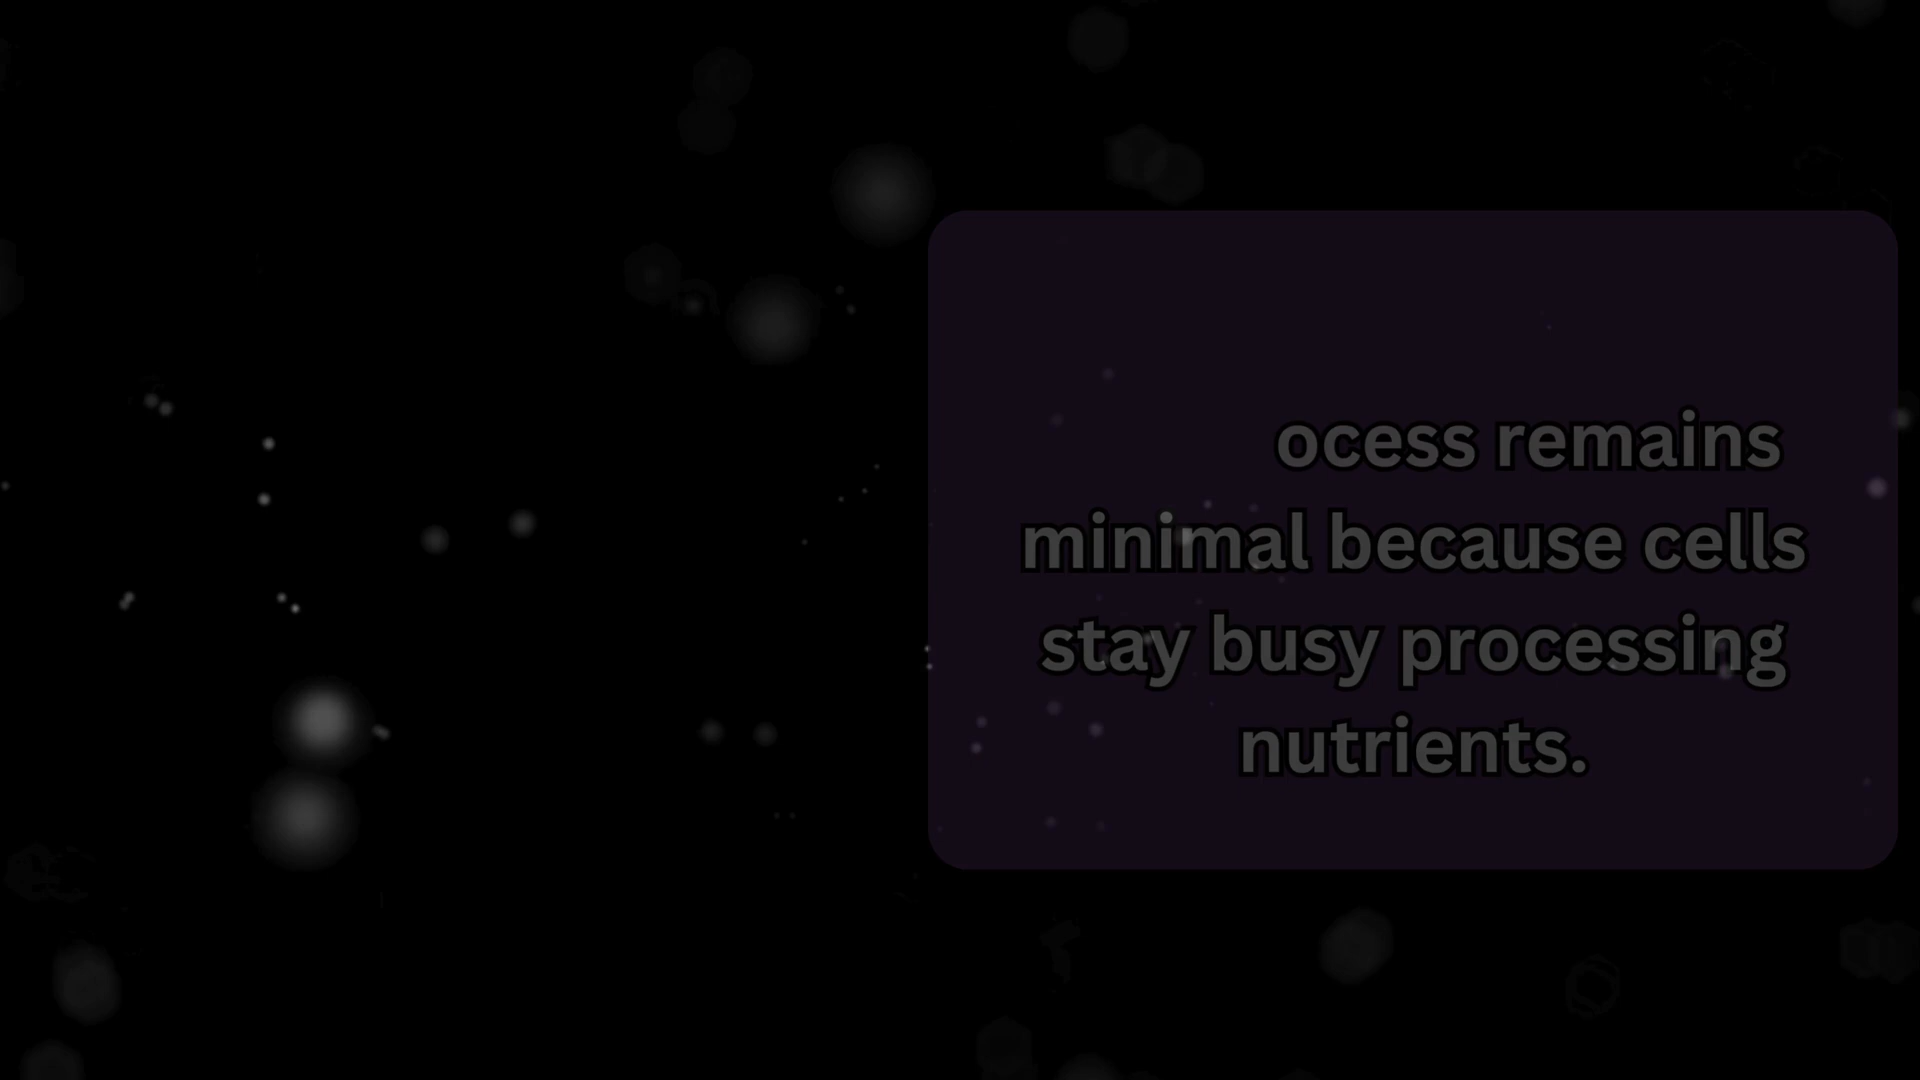 ocess remains
minimal because cells
stay busy processing
nutrients.